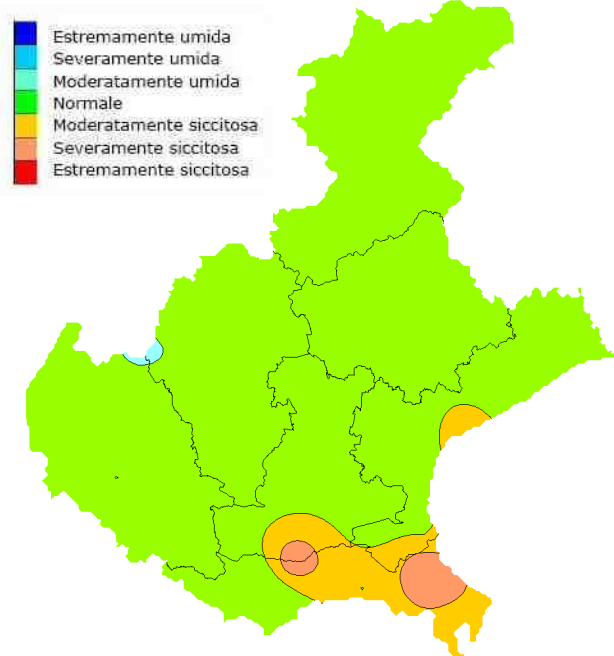 Estremamente umida
Severamente umida
Moderatamente umida
Normale
Moderatamente siccitosa
Severamente siccitosa
Estremamente siccitosa